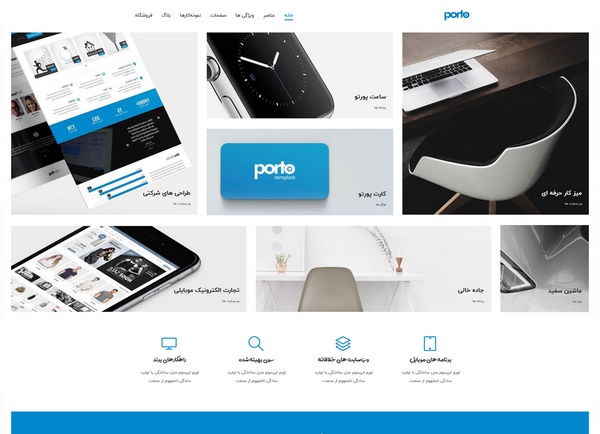 porto
خانه عناصر ویژگی ها صفحات نمونه‌کارها بلاگ فروشگاه
میز کار حرفه ای
وب‌سایت ها
ساعت پورتو
رسانه ها
porto
template
کارت پورتو
لوگو ها
طراحی های شرکتی
وب‌سایت ها
ماشین سفید
برند ها
جاده خالی
رسانه ها
تجارت الکترونیک موبایلی
وب‌سایت ها
برنامه های موبایلی
لورم ایپسوم متن ساختگی با تولید
سادگی نامفهوم از صنعت
وب‌سایت های خلاقانه
لورم ایپسوم متن ساختگی با تولید
سادگی نامفهوم از صنعت
سئوی بهینه شده
لورم ایپسوم متن ساختگی با تولید
سادگی نامفهوم از صنعت
راهکارهای برند
لورم ایپسوم متن ساختگی با تولید
سادگی نامفهوم از صنعت